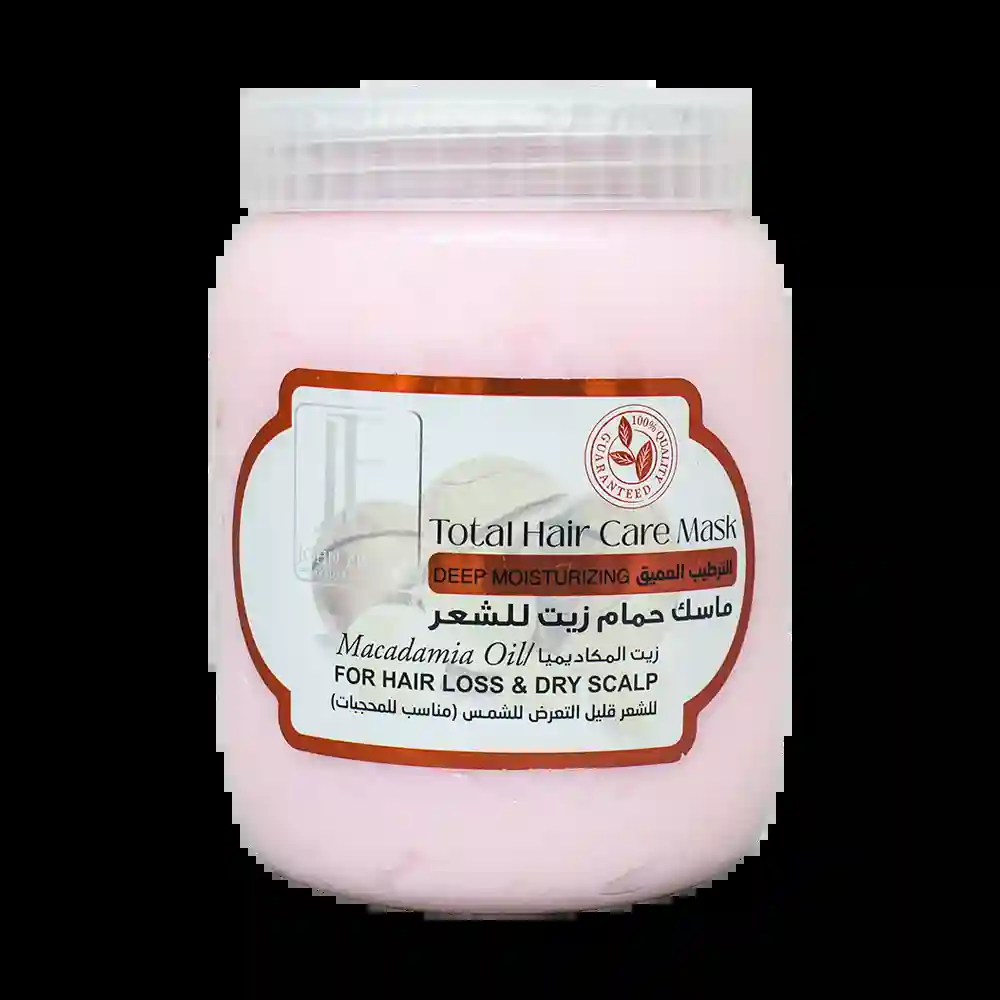 100% QUALITY
GUARANTEED
Total Hair Care Mask
DEEP MOISTURIZING للترطيب العميق
ماسك حمام زيت للشعر
Macadamia Oil/ زيت المكاديميا
FOR HAIR LOSS & DRY SCALP
للشعر قليل التعرض للشمس (مناسب للمحجبات)